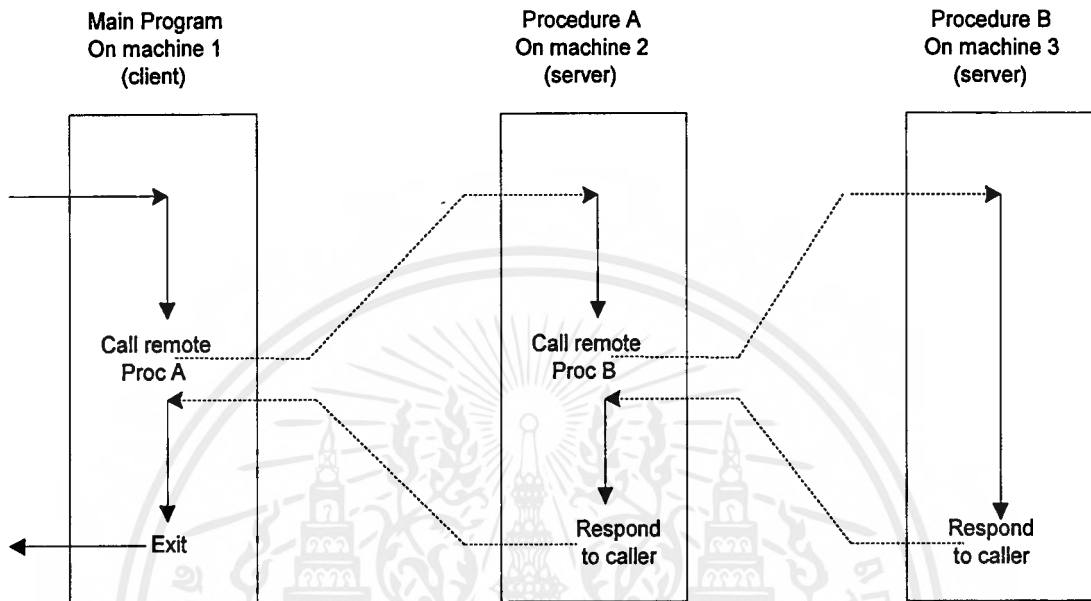 Main Program
On machine 1
(client)
Procedure A
On machine 2
(server)
Procedure B
On machine 3
(server)
Call remote
Proc A
Call remote
Proc B
Exit
Respond
to caller
Respond
to caller